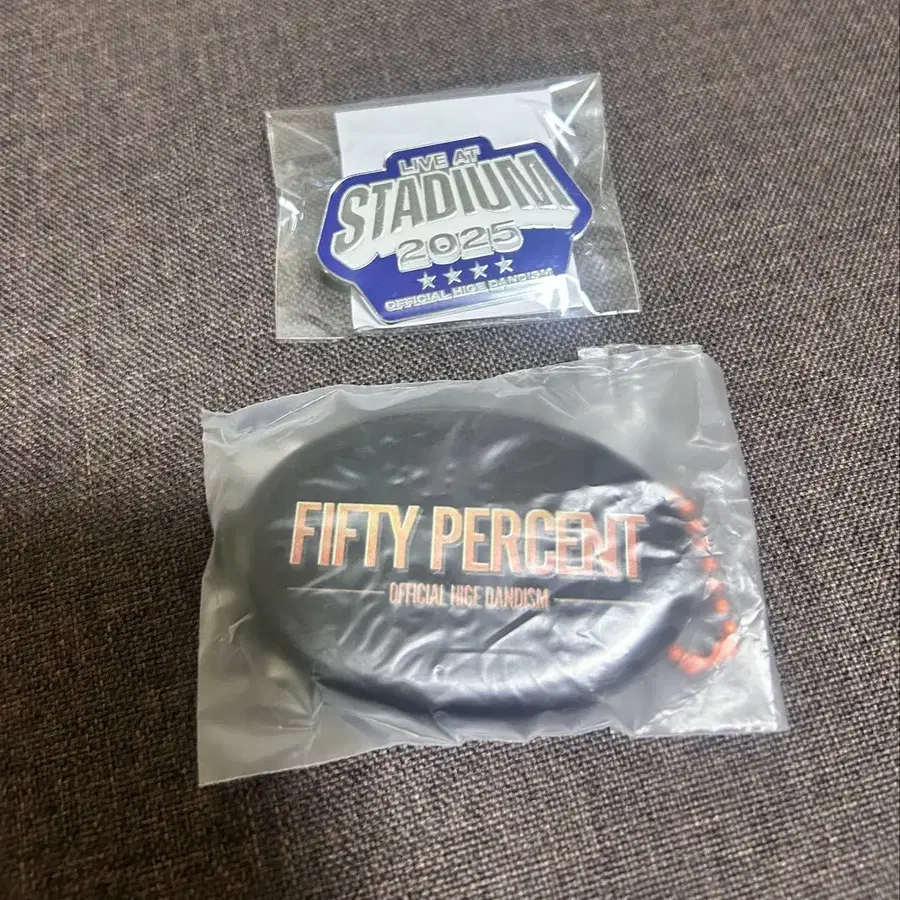 LIVE AT
STADIUM
2025
OFFICIAL HIGE DANDISM
FIFTY PERCENT
OFFICIAL HIGE DANDISM